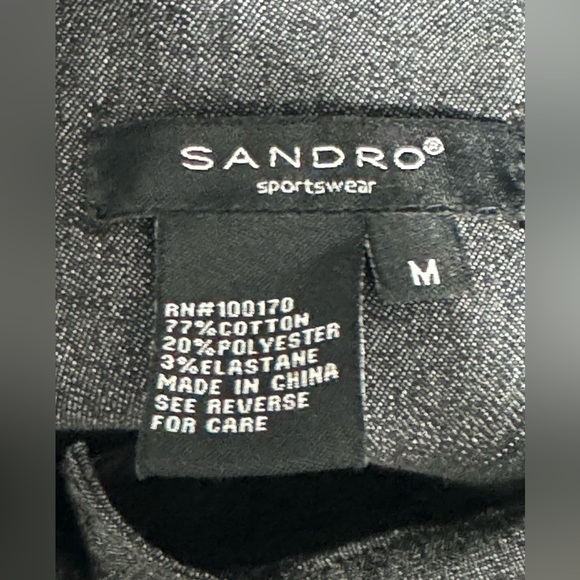 SANDRO®
sportswear
M
RN#100170
77%COTTON
20%POLYESTER
3%ELASTANE
MADE IN CHINA
SEE REVERSE
FOR CARE